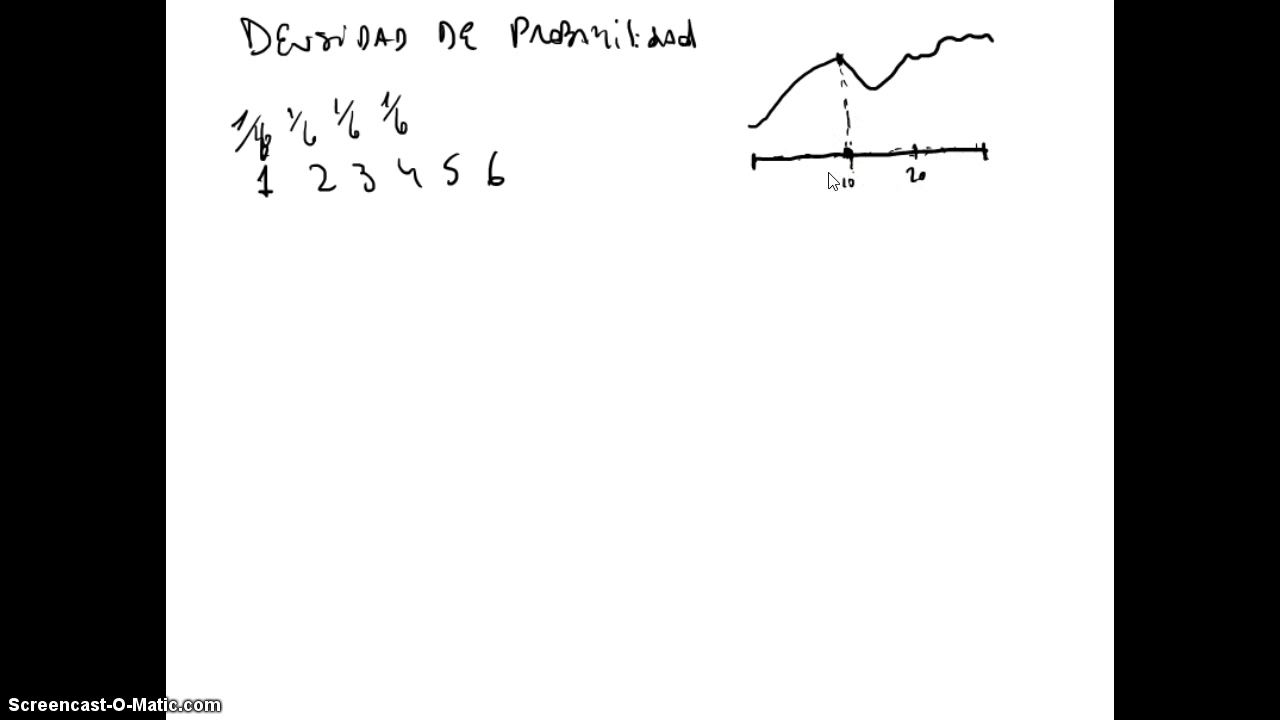 DENSIDAD DE PROBABILIDAD
1/6 1/6 1/6 1/6
1 2 3 4 5 6
10 20
Screencast-O-Matic.com